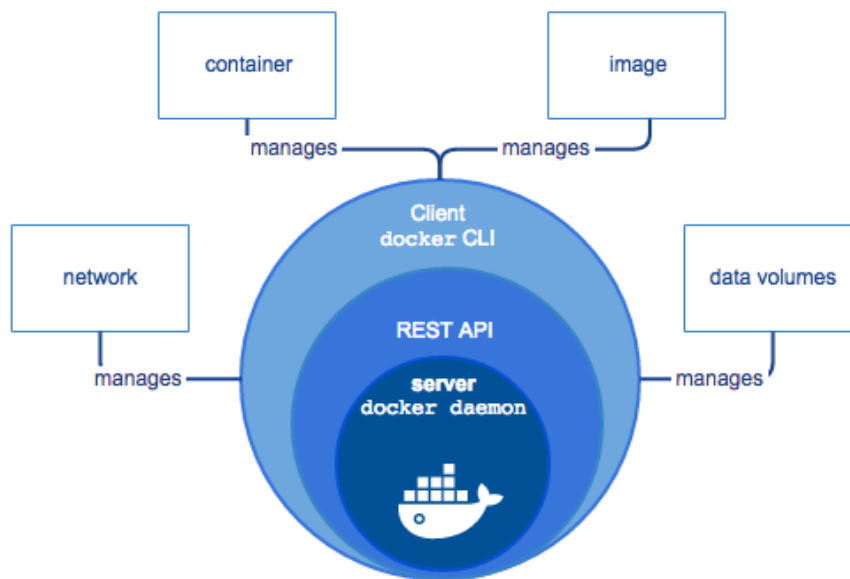 container
image
manages
manages
Client
docker CLI
network
data volumes
REST API
manages
manages
server
docker daemon